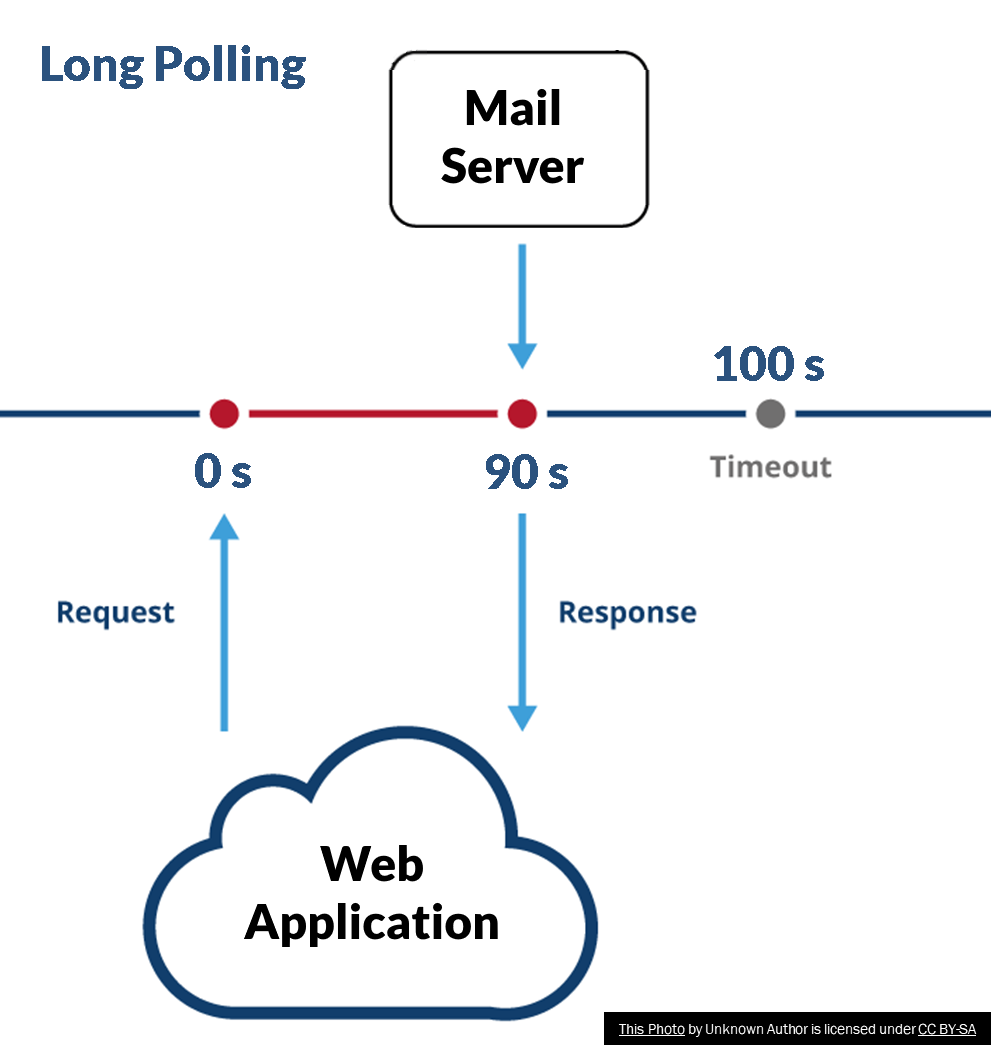 Long Polling
Mail
Server
100 s
0 s
90 s
Timeout
Request
Response
Web
Application
This Photo by Unknown Author is licensed under CC BY-SA